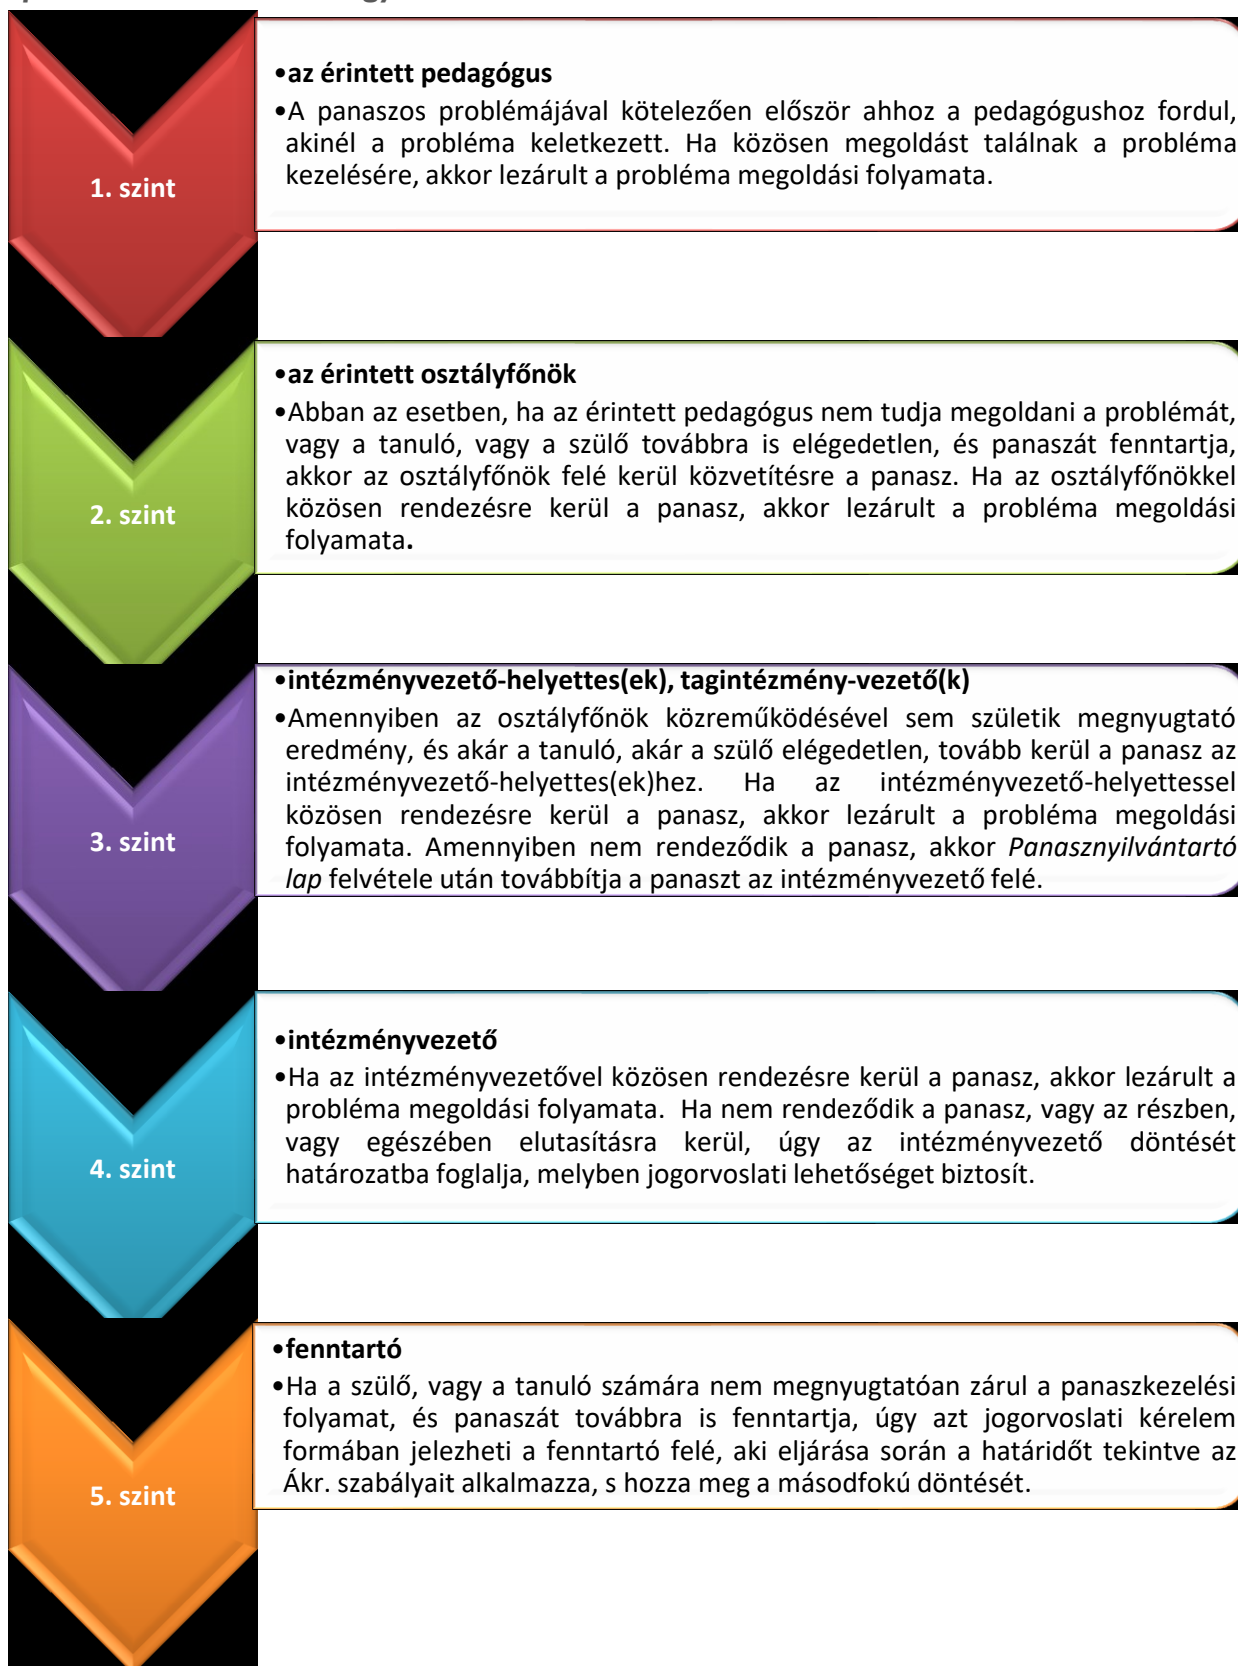 1. szint
•az érintett pedagógus
•A panaszos problémájával kötelezően először ahhoz a pedagógushoz fordul,
akinél a probléma keletkezett. Ha közösen megoldást találnak a probléma
kezelésére, akkor lezárult a probléma megoldási folyamata.
2. szint
•az érintett osztályfőnök
•Abban az esetben, ha az érintett pedagógus nem tudja megoldani a problémát,
vagy a tanuló, vagy a szülő továbbra is elégedetlen, és panaszát fenntartja,
akkor az osztályfőnök felé kerül közvetítésre a panasz. Ha az osztályfőnökkel
közösen rendezésre kerül a panasz, akkor lezárult a probléma megoldási
folyamata.
3. szint
•intézményvezető-helyettes(ek), tagintézmény-vezető(k)
•Amennyiben az osztályfőnök közreműködésével sem születik megnyugtató
eredmény, és akár a tanuló, akár a szülő elégedetlen, tovább kerül a panasz az
intézményvezető-helyettes(ek)hez. Ha az intézményvezető-helyettessel
közösen rendezésre kerül a panasz, akkor lezárult a probléma megoldási
folyamata. Amennyiben nem rendeződik a panasz, akkor Panasznyilvántartó
lap felvétele után továbbítja a panaszt az intézményvezető felé.
4. szint
•intézményvezető
•Ha az intézményvezetővel közösen rendezésre kerül a panasz, akkor lezárult a
probléma megoldási folyamata. Ha nem rendeződik a panasz, vagy az részben,
vagy egészében elutasításra kerül, úgy az intézményvezető döntését
határozatba foglalja, melyben jogorvoslati lehetőséget biztosít.
5. szint
•fenntartó
•Ha a szülő, vagy a tanuló számára nem megnyugtatóan zárul a panaszkezelési
folyamat, és panaszát továbbra is fenntartja, úgy azt jogorvoslati kérelem
formában jelezheti a fenntartó felé, aki eljárása során a határidőt tekintve az
Ákr. szabályait alkalmazza, s hozza meg a másodfokú döntését.